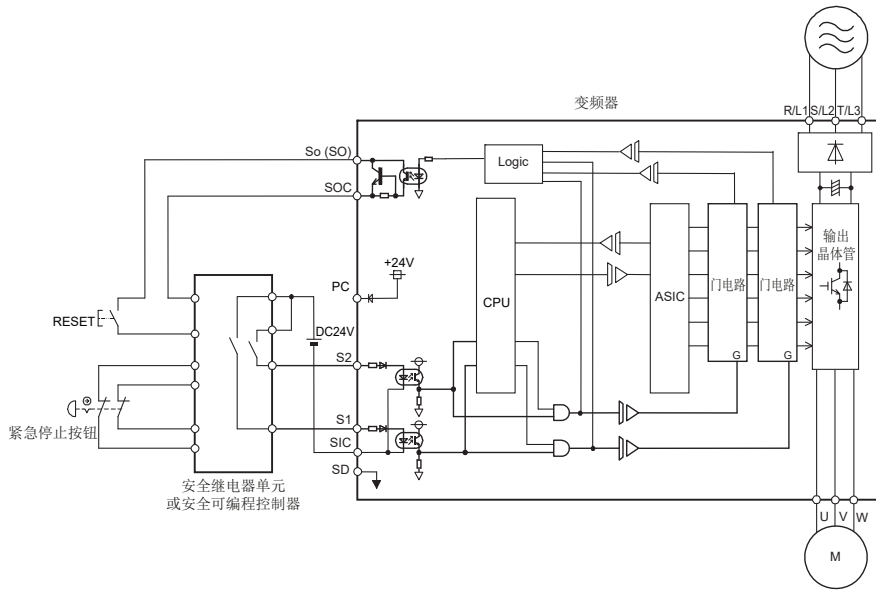 变频器
R/L1 S/L2 T/L3
So (SO)
Logic
SOC
+24V
PC
CPU
ASIC
门电路
门电路
输出
晶体管
RESET
DC24V
S2
G
G
S1
紧急停止按钮
SIC
SD
安全继电器单元
或安全可编程控制器
U V W
M